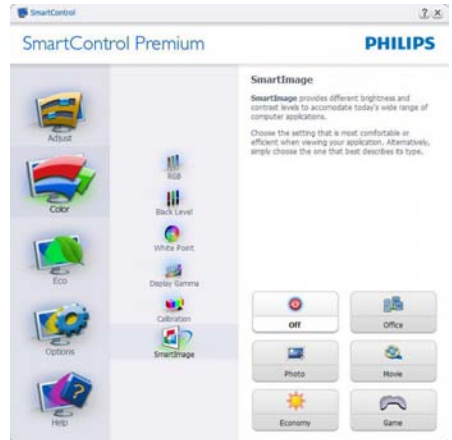 SmartControl
SmartControl Premium
PHILIPS
Adjust
Color
Eco
Options
Help
RGB
Black Level
White Point
Display Gamma
Calibration
SmartImage
SmartImage
SmartImage provides different brightness and
contrast levels to accomodate today's wide range of
computer applications.
Choose the setting that is most comfortable or
efficient when viewing your application. Alternatively,
simply choose the one that best describes its type.
Off
Office
Photo
Movie
Economy
Game